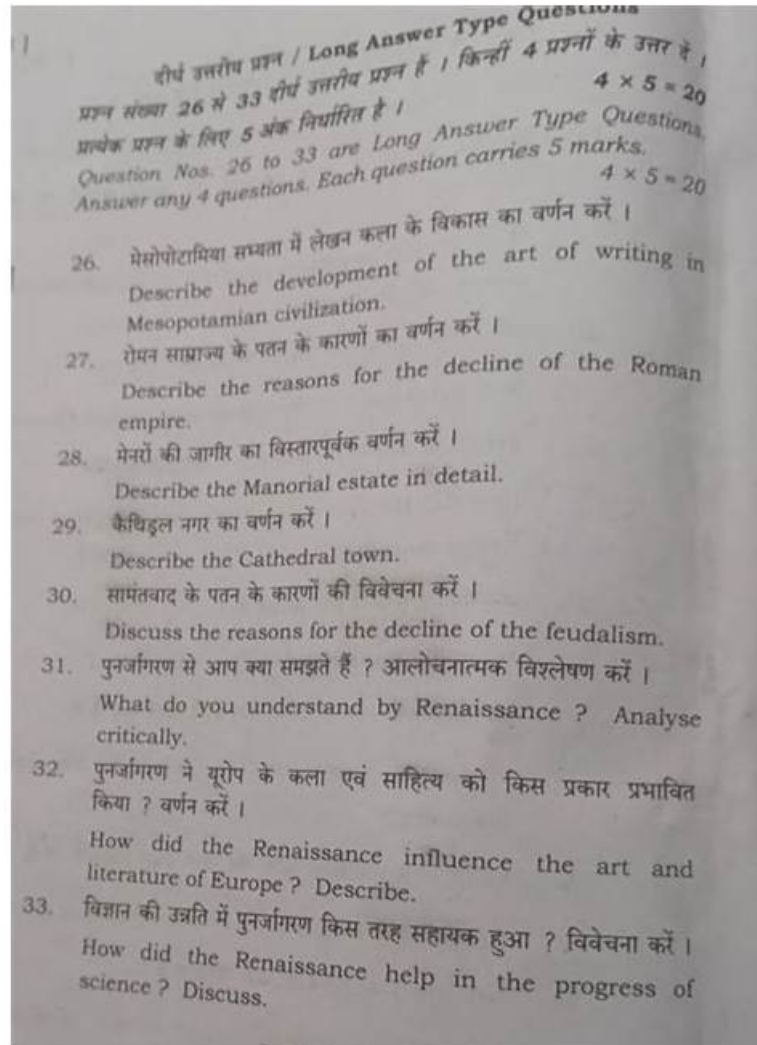 दीर्घ उत्तरीय प्रश्न / Long Answer Type Questions
प्रश्न संख्या 26 से 33 दीर्घ उत्तरीय प्रश्न हैं । किन्हीं 4 प्रश्नों के उत्तर दें ।
प्रत्येक प्रश्न के लिए 5 अंक निर्धारित है । 4 × 5 = 20
Question Nos. 26 to 33 are Long Answer Type Questions.
Answer any 4 questions. Each question carries 5 marks.
4 × 5 = 20
26. मेसोपोटामिया सभ्यता में लेखन कला के विकास का वर्णन करें ।
Describe the development of the art of writing in
Mesopotamian civilization.
27. रोमन साम्राज्य के पतन के कारणों का वर्णन करें ।
Describe the reasons for the decline of the Roman
empire.
28. मेनरों की जागीर का विस्तारपूर्वक वर्णन करें ।
Describe the Manorial estate in detail.
29. कैथिड्रल नगर का वर्णन करें ।
Describe the Cathedral town.
30. सामंतवाद के पतन के कारणों की विवेचना करें ।
Discuss the reasons for the decline of the feudalism.
31. पुनर्जागरण से आप क्या समझते हैं ? आलोचनात्मक विश्लेषण करें ।
What do you understand by Renaissance ? Analyse
critically.
32. पुनर्जागरण ने यूरोप के कला एवं साहित्य को किस प्रकार प्रभावित
किया ? वर्णन करें ।
How did the Renaissance influence the art and
literature of Europe ? Describe.
33. विज्ञान की उन्नति में पुनर्जागरण किस तरह सहायक हुआ ? विवेचना करें ।
How did the Renaissance help in the progress of
science ? Discuss.